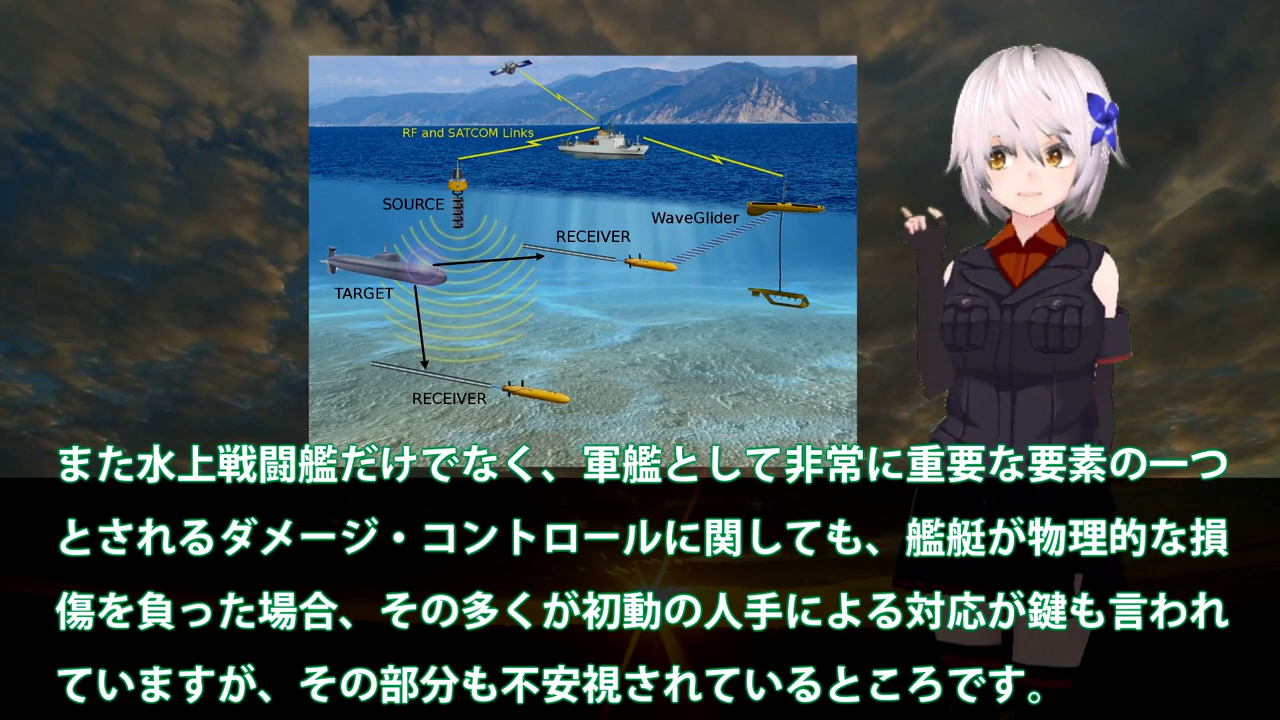 RF and SATCOM Links
SOURCE
WaveGlider
RECEIVER
TARGET
RECEIVER
また水上戦闘艦だけでなく、軍艦として非常に重要な要素の一つ
とされるダメージ・コントロールに関しても、艦艇が物理的な損
傷を負った場合、その多くが初動の人手による対応が鍵も言われ
ていますが、その部分も不安視されているところです。